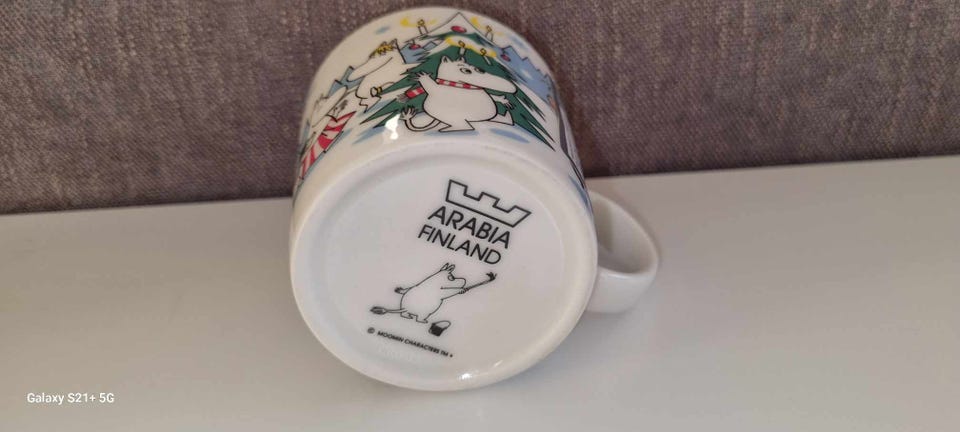 ARABIA
FINLAND
© MOOMIN CHARACTERS TM
Galaxy S21+ 5G